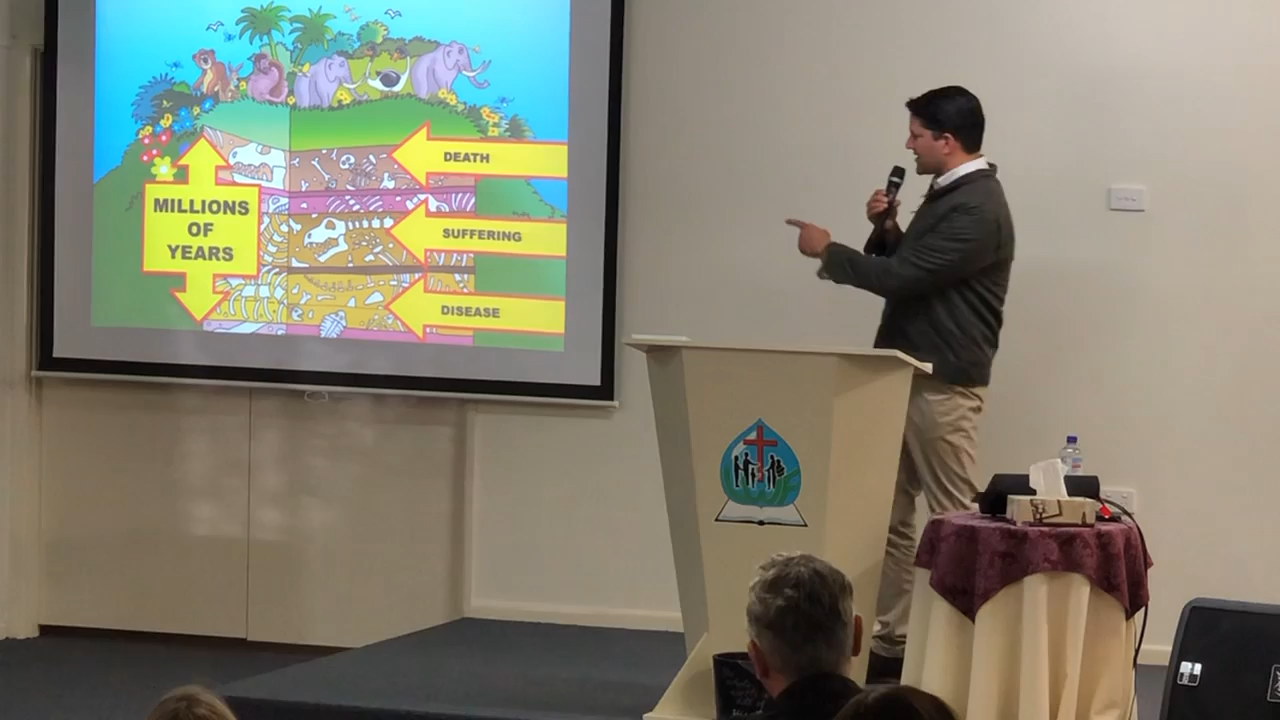 MILLIONS
OF
YEARS
DEATH
SUFFERING
DISEASE